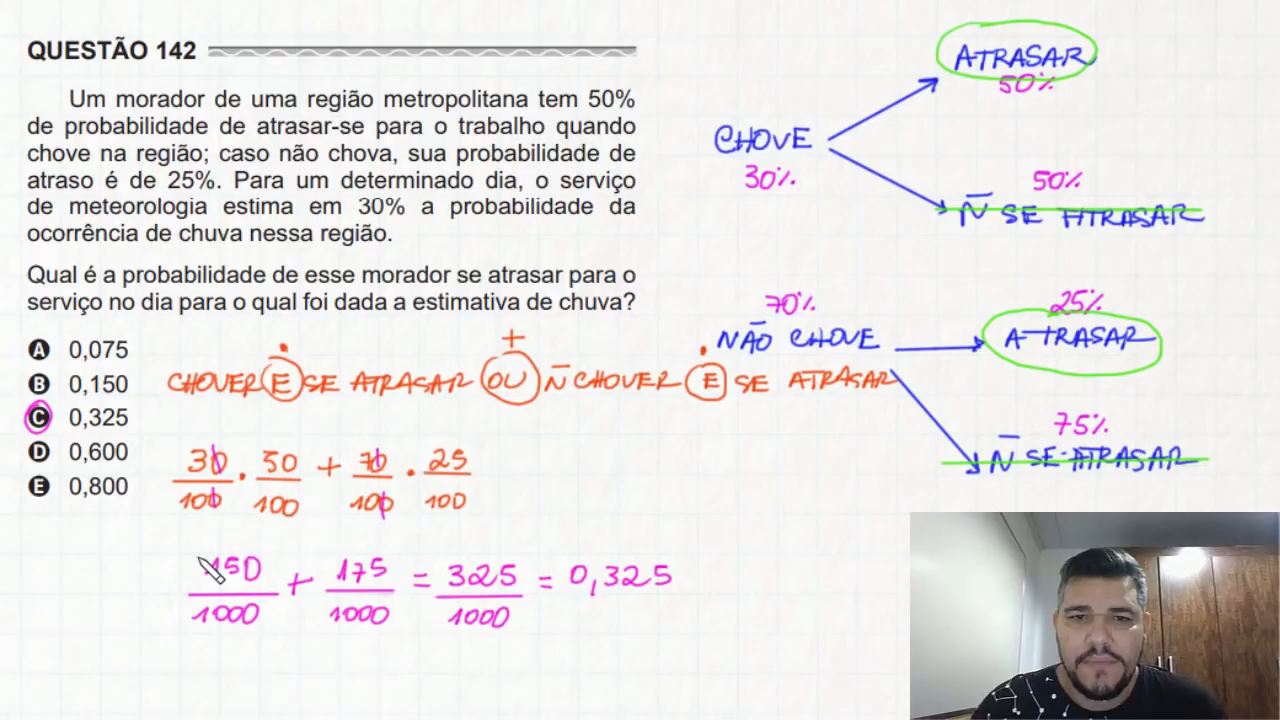 QUESTÃO 142
Um morador de uma região metropolitana tem 50%
de probabilidade de atrasar-se para o trabalho quando
chove na região; caso não chova, sua probabilidade de
atraso é de 25%. Para um determinado dia, o serviço
de meteorologia estima em 30% a probabilidade da
ocorrência de chuva nessa região.
Qual é a probabilidade de esse morador se atrasar para o
serviço no dia para o qual foi dada a estimativa de chuva?
A 0,075
B 0,150
C 0,325
D 0,600
E 0,800
CHOVE
30%
ATRASAR
50%
50%
N̄ SE ATRASAR
70%
NÃO CHOVE
25%
ATRASAR
75%
N̄ SE ATRASAR
· + ·
CHOVER E SE ATRASAR OU N̄ CHOVER E SE ATRASAR
30/100 · 50/100 + 70/100 · 25/100
150/1000 + 175/1000 = 325/1000 = 0,325